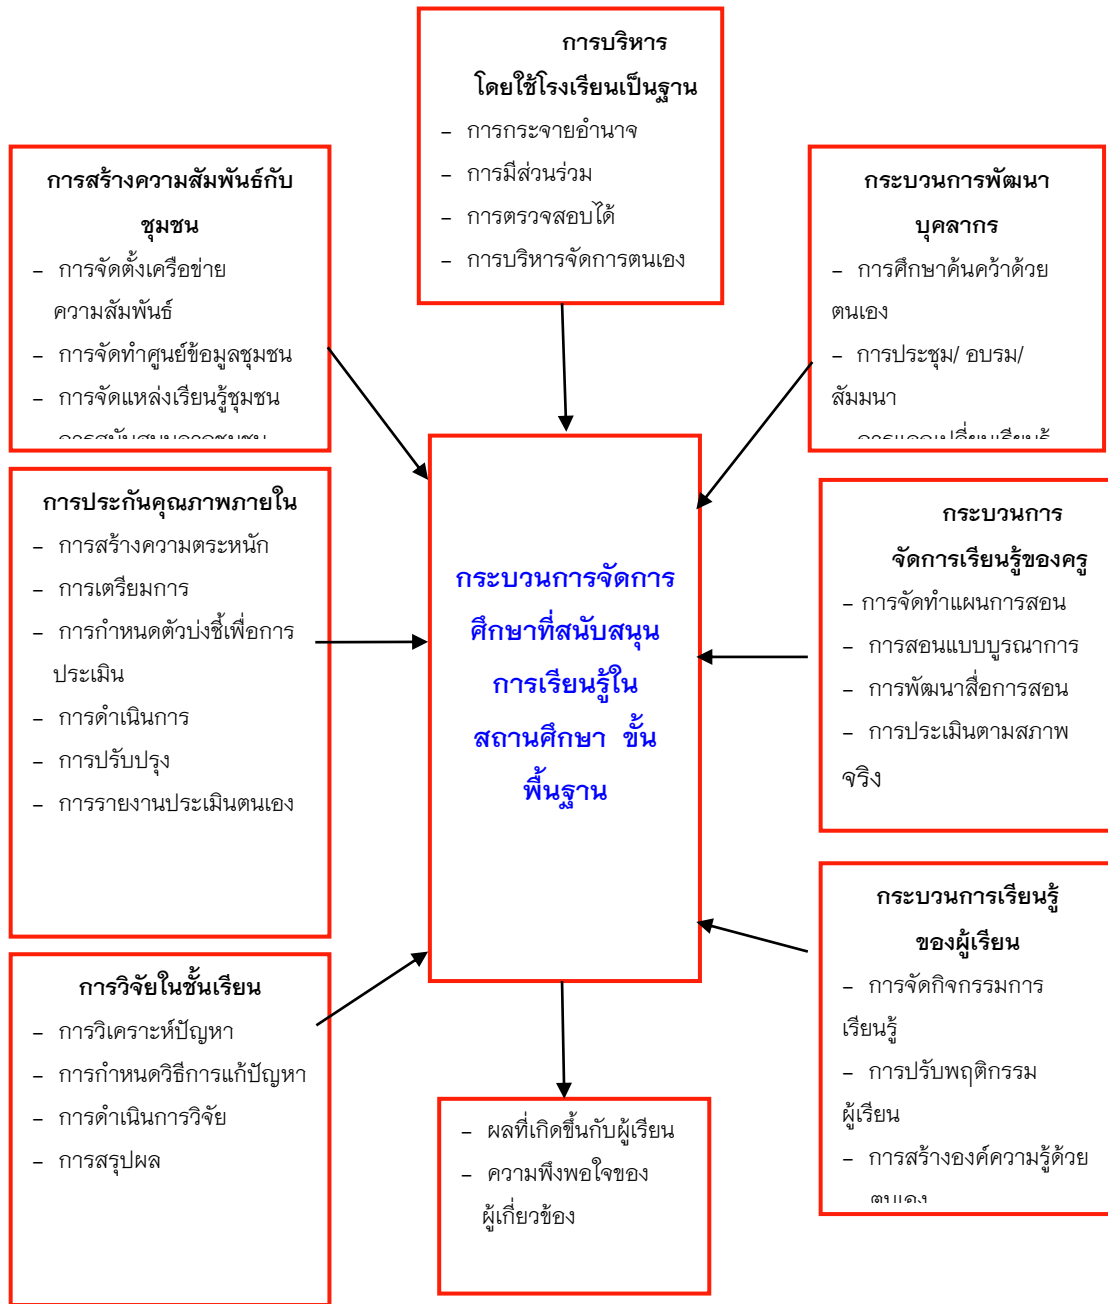 การบริหาร
โดยใช้โรงเรียนเป็นฐาน
– การกระจายอำนาจ
– การมีส่วนร่วม
– การตรวจสอบได้
– การบริหารจัดการตนเอง
การสร้างความสัมพันธ์กับ
ชุมชน
– การจัดตั้งเครือข่าย
ความสัมพันธ์
– การจัดทำศูนย์ข้อมูลชุมชน
– การจัดแหล่งเรียนรู้ชุมชน
กระบวนการพัฒนา
บุคลากร
– การศึกษาค้นคว้าด้วย
ตนเอง
– การประชุม/ อบรม/
สัมมนา
การประกันคุณภาพภายใน
– การสร้างความตระหนัก
– การเตรียมการ
– การกำหนดตัวบ่งชี้เพื่อการ
ประเมิน
– การดำเนินการ
– การปรับปรุง
– การรายงานประเมินตนเอง
กระบวนการจัดการ
ศึกษาที่สนับสนุน
การเรียนรู้ใน
สถานศึกษา ขั้น
พื้นฐาน
กระบวนการ
จัดการเรียนรู้ของครู
– การจัดทำแผนการสอน
– การสอนแบบบูรณาการ
– การพัฒนาสื่อการสอน
– การประเมินตามสภาพ
จริง
การวิจัยในชั้นเรียน
– การวิเคราะห์ปัญหา
– การกำหนดวิธีการแก้ปัญหา
– การดำเนินการวิจัย
– การสรุปผล
กระบวนการเรียนรู้
ของผู้เรียน
– การจัดกิจกรรมการ
เรียนรู้
– การปรับพฤติกรรม
ผู้เรียน
– การสร้างองค์ความรู้ด้วย
ตนเอง
– ผลที่เกิดขึ้นกับผู้เรียน
– ความพึงพอใจของ
ผู้เกี่ยวข้อง